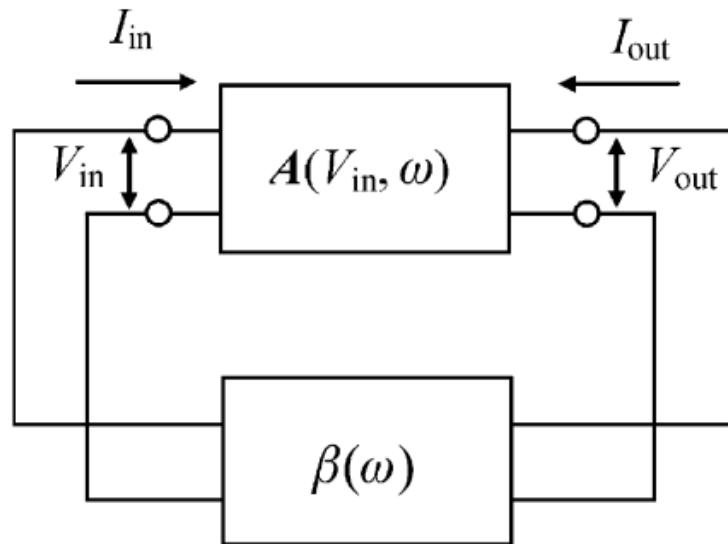 I_in
I_out
V_in
A(V_in, ω)
V_out
β(ω)